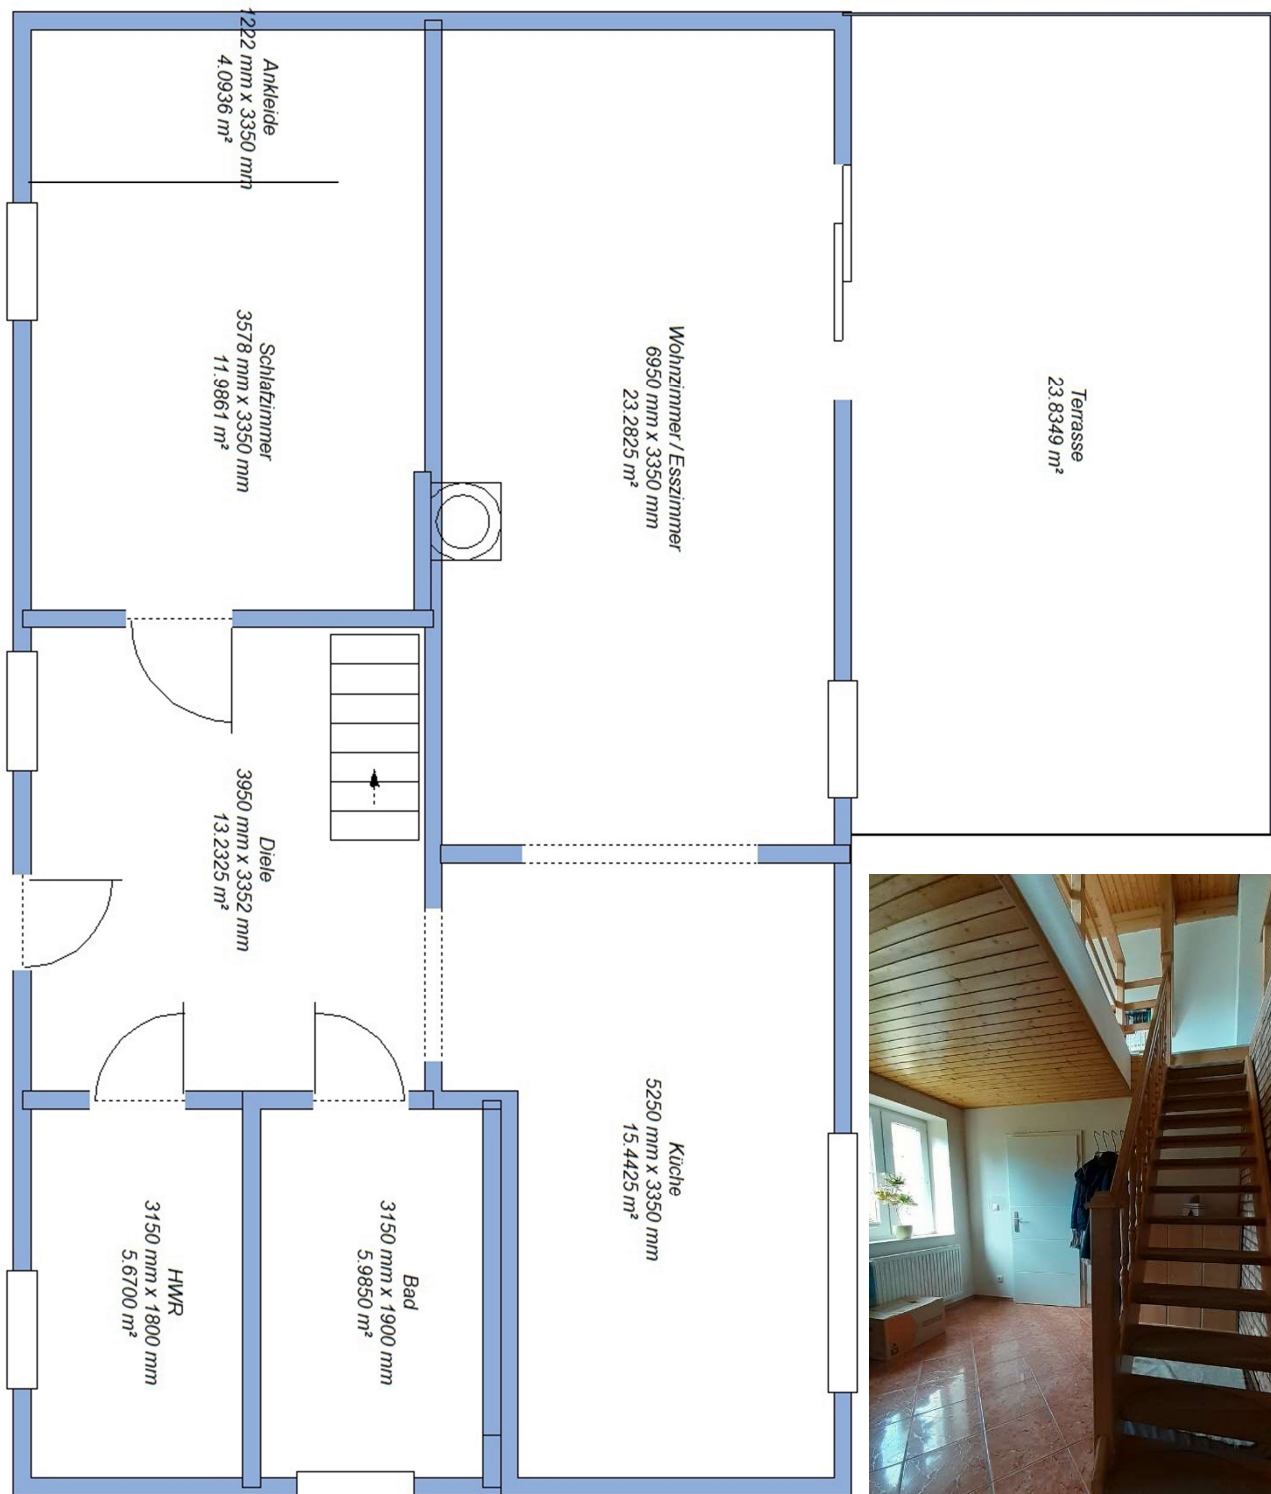 Ankleide
1222 mm x 3350 mm
4.0936 m²
Schlafzimmer
3578 mm x 3350 mm
11.9861 m²
Wohnzimmer / Esszimmer
6950 mm x 3350 mm
23.2825 m²
Terrasse
23.8349 m²
Diele
3950 mm x 3352 mm
13.2325 m²
Küche
5250 mm x 3350 mm
15.4425 m²
HWR
3150 mm x 1800 mm
5.6700 m²
Bad
3150 mm x 1900 mm
5.9850 m²